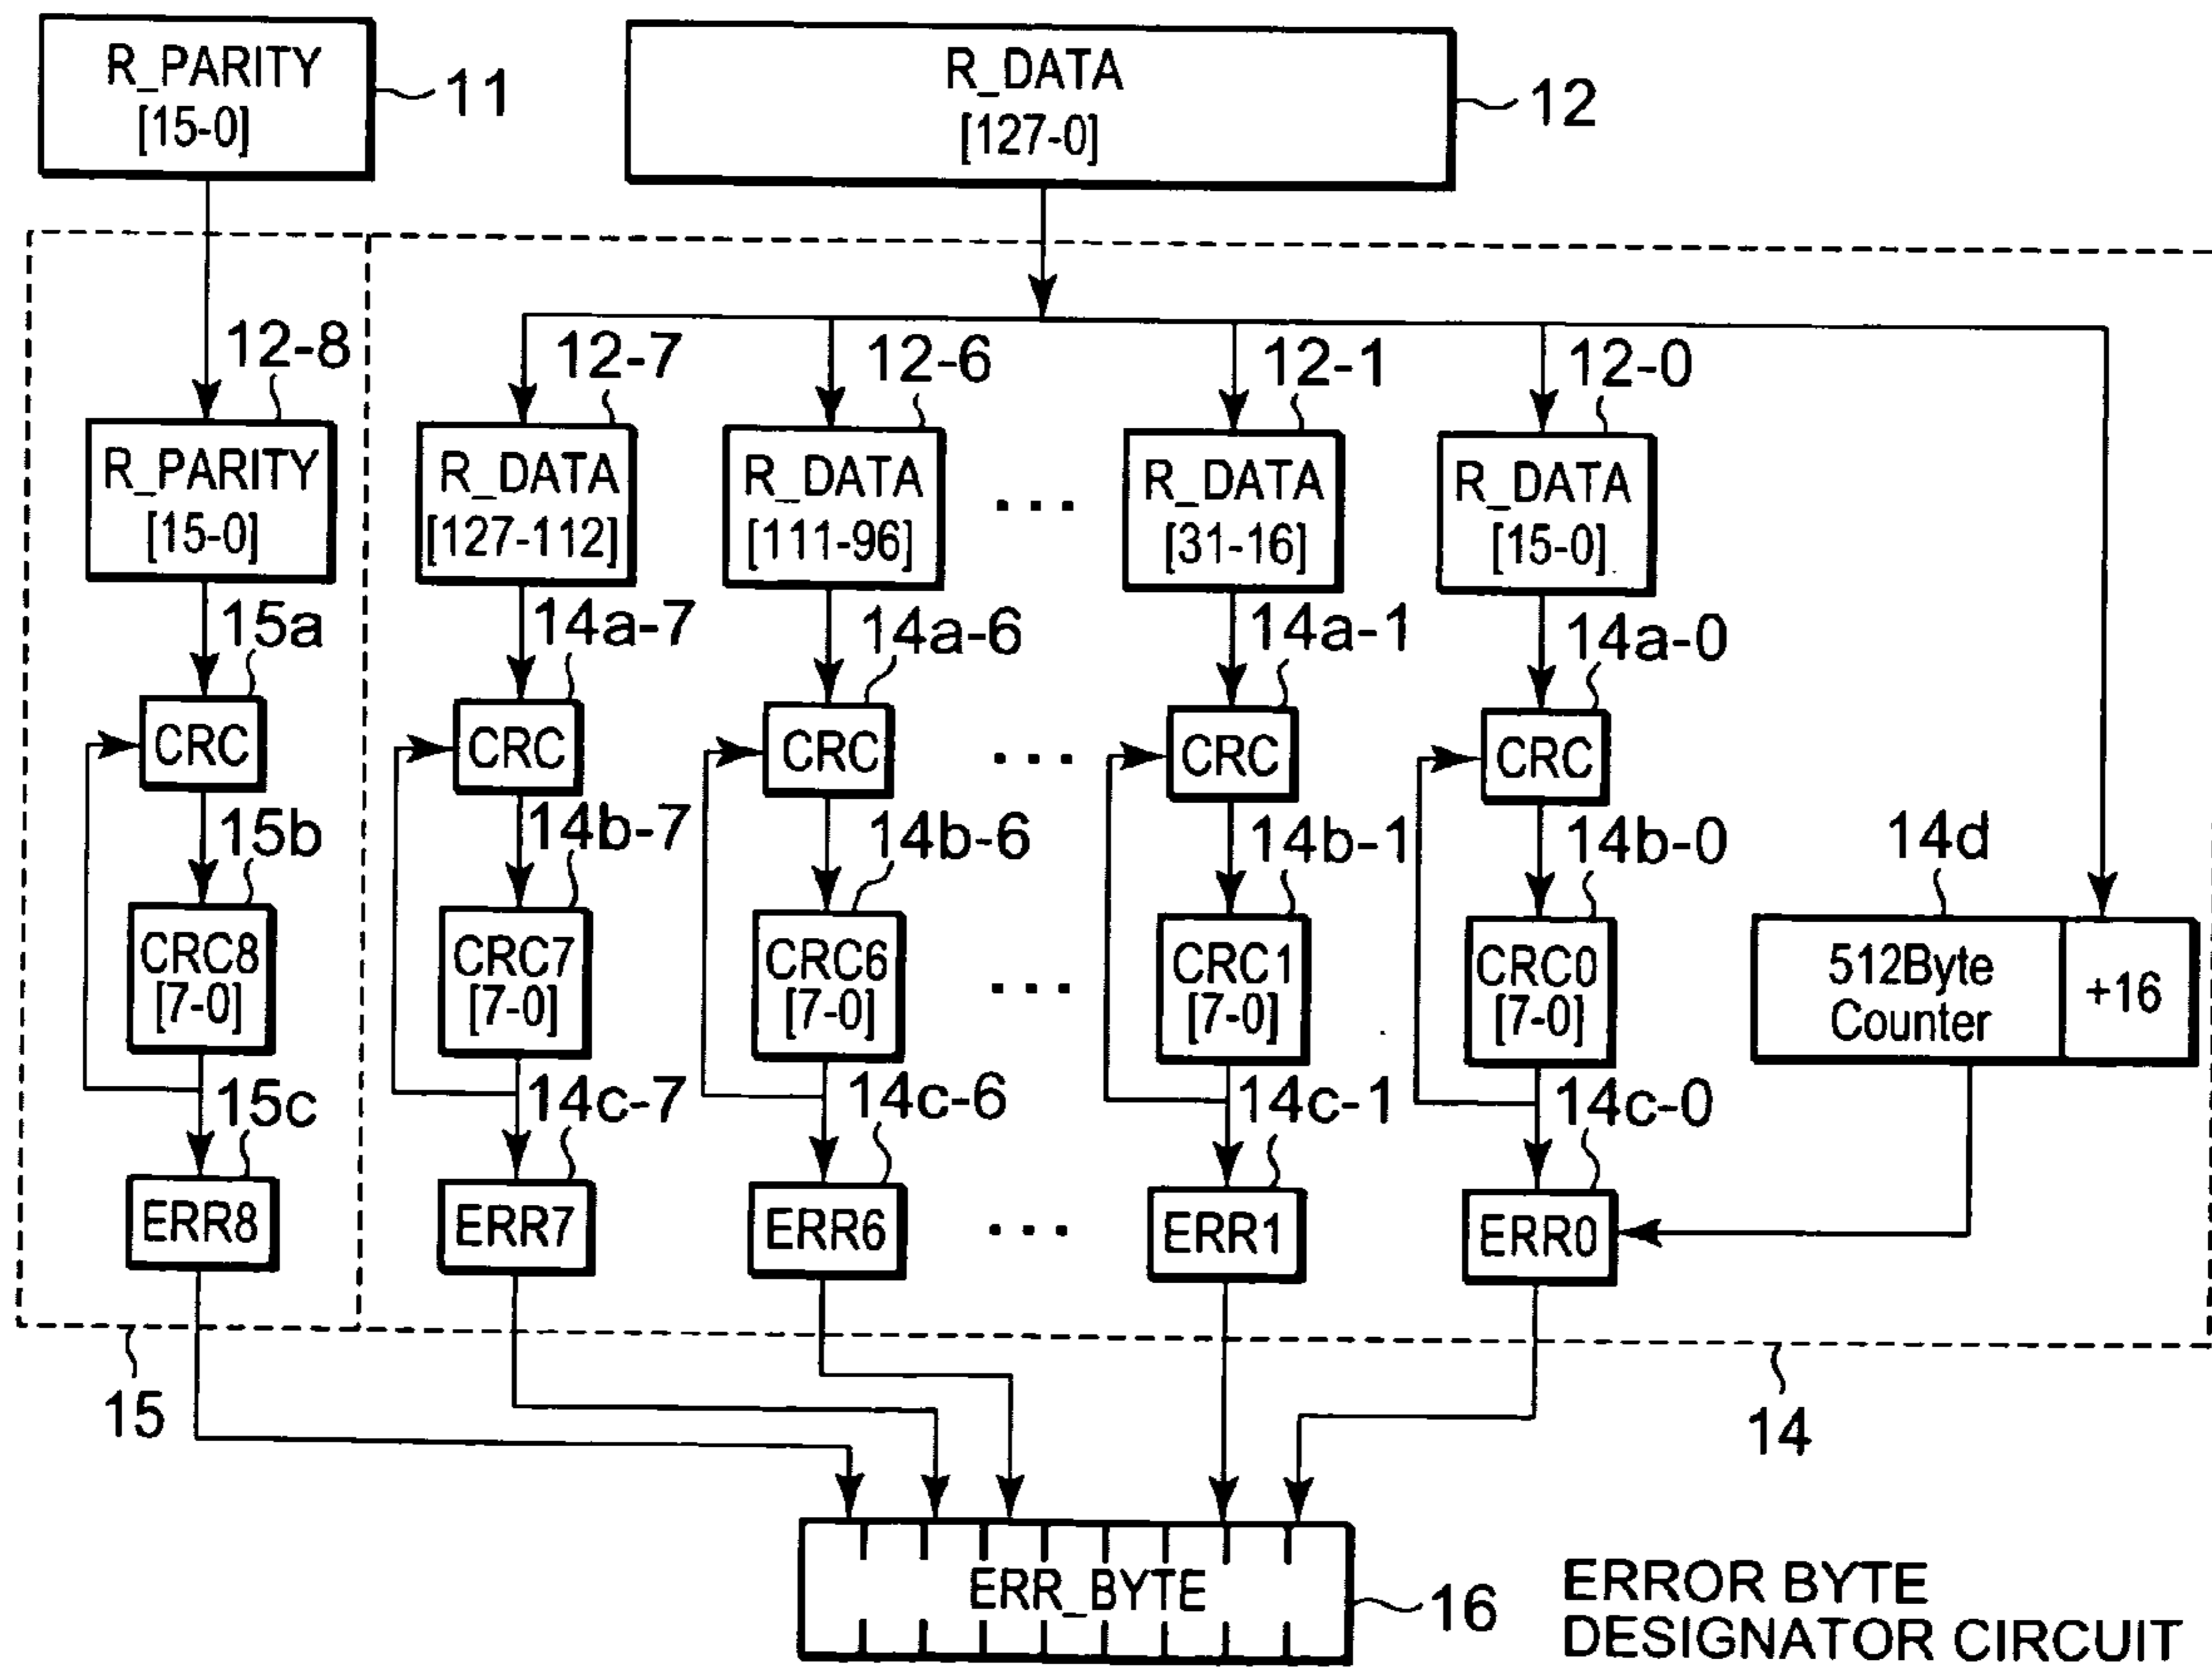 R_PARITY
[15-0]
11
R_DATA
[127-0]
12
12-8
12-7
12-6
12-1
12-0
R_PARITY
[15-0]
R_DATA
[127-112]
R_DATA
[111-96]
...
R_DATA
[31-16]
R_DATA
[15-0]
15a
14a-7
14a-6
14a-1
14a-0
CRC
CRC
CRC
...
CRC
CRC
15b
14b-7
14b-6
14b-1
14b-0
14d
CRC8
[7-0]
CRC7
[7-0]
CRC6
[7-0]
...
CRC1
[7-0]
CRC0
[7-0]
512Byte
Counter
+16
15c
14c-7
14c-6
14c-1
14c-0
ERR8
ERR7
ERR6
...
ERR1
ERR0
15
14
ERR_BYTE
16
ERROR BYTE
DESIGNATOR CIRCUIT